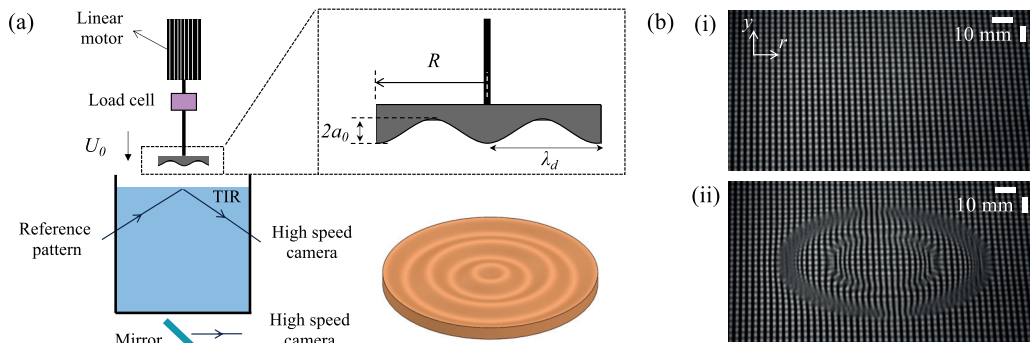 (a)
Linear
motor
Load cell
U₀
TIR
Reference
pattern
High speed
camera
Mirror
High speed
camera
R
2a₀
λ_d
(b)
(i)
y
r
10 mm
(ii)
10 mm